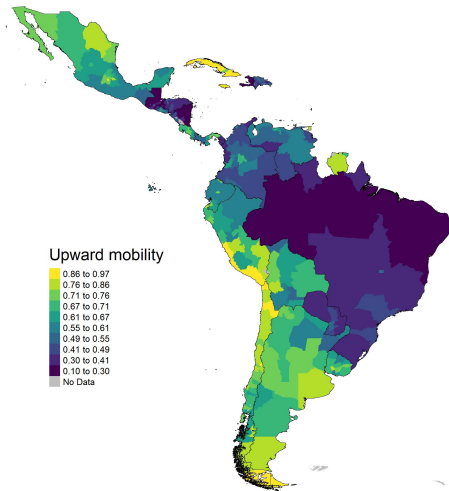 Upward mobility
0.86 to 0.97
0.76 to 0.86
0.71 to 0.76
0.67 to 0.71
0.61 to 0.67
0.55 to 0.61
0.49 to 0.55
0.41 to 0.49
0.30 to 0.41
0.10 to 0.30
No Data